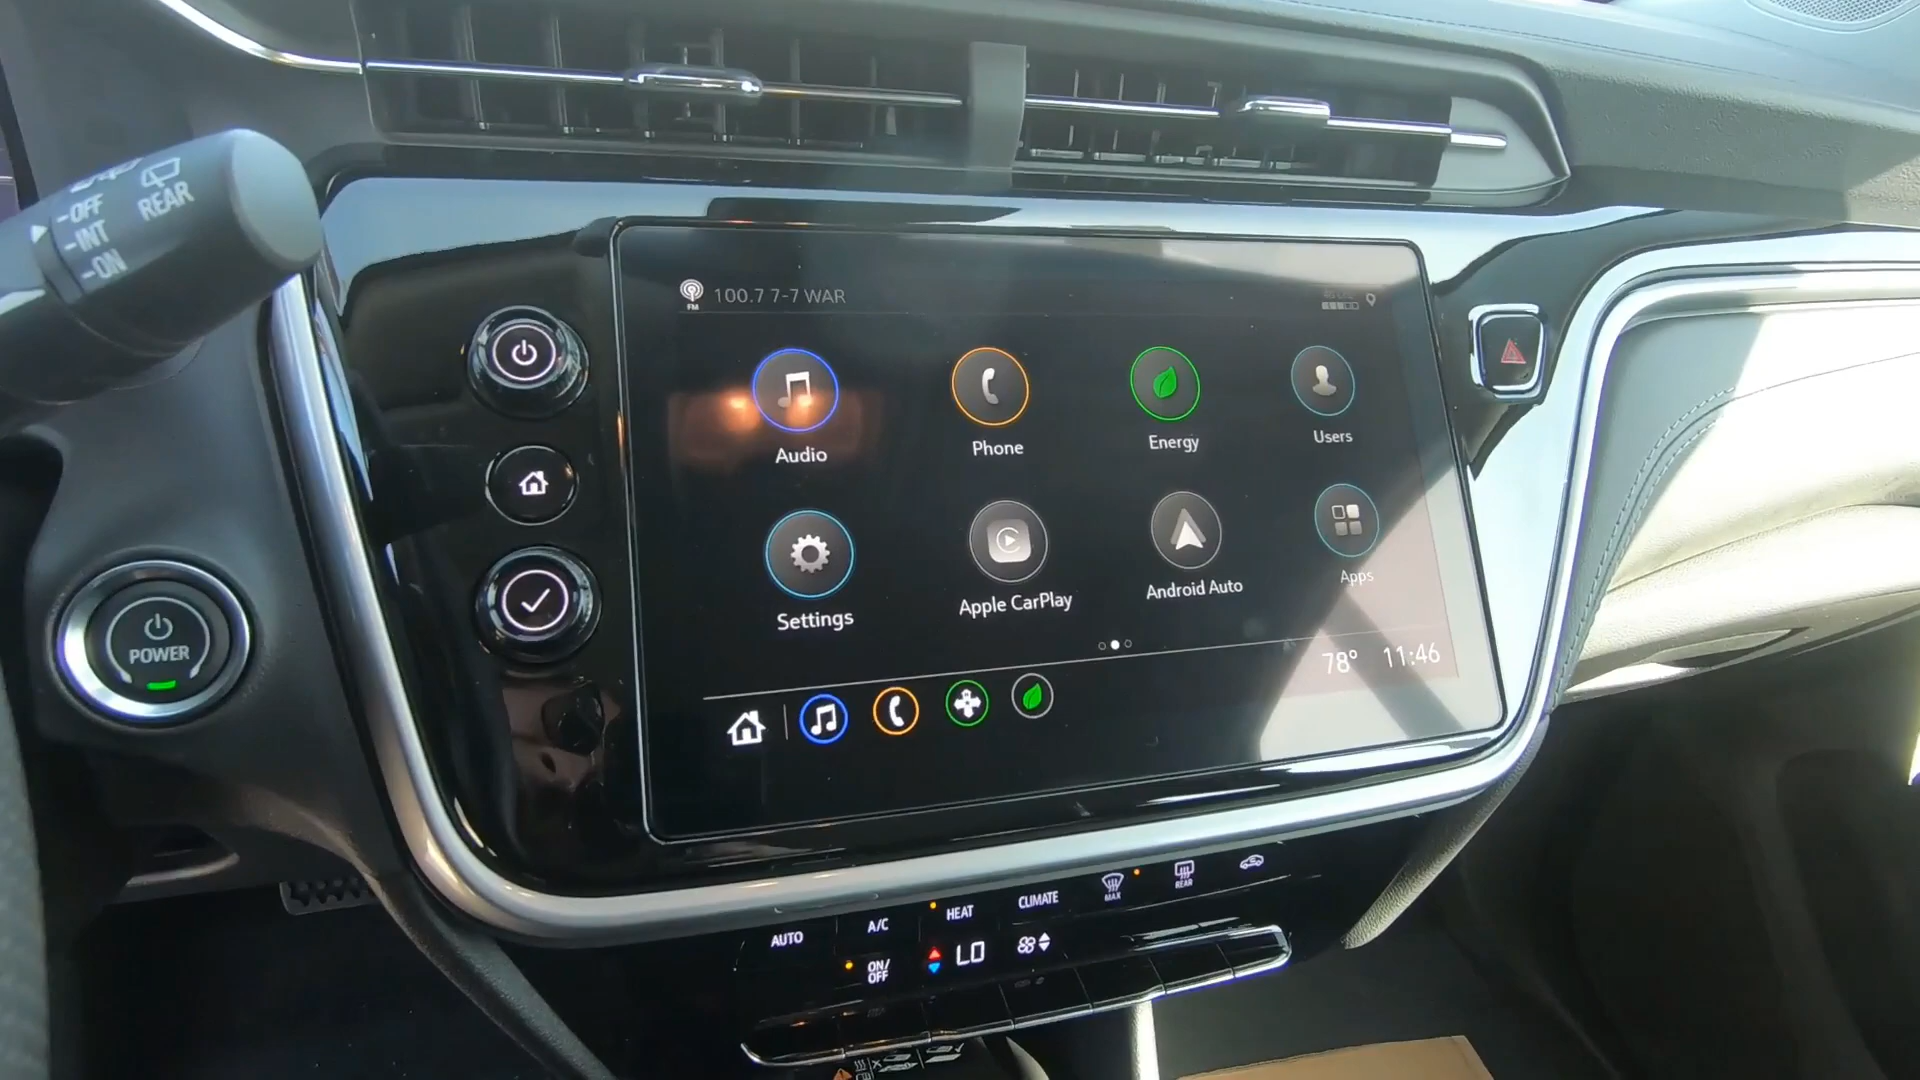 OFF
INT
ON
REAR
FM
100.7 7-7 WAR
Audio
Phone
Energy
Users
Settings
Apple CarPlay
Android Auto
Apps
78° 11:46
POWER
AUTO
A/C
HEAT
CLIMATE
MAX
REAR
ON/
OFF
LO